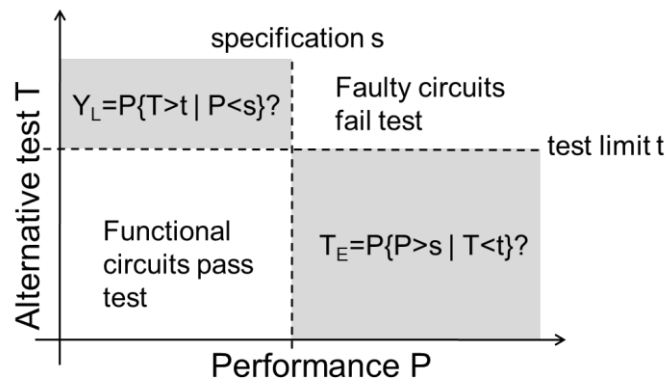 specification s
Y_L=P{T>t | P<s}?
Faulty circuits
fail test
test limit t
Alternative test T
Functional
circuits pass
test
T_E=P{P>s | T<t}?
Performance P